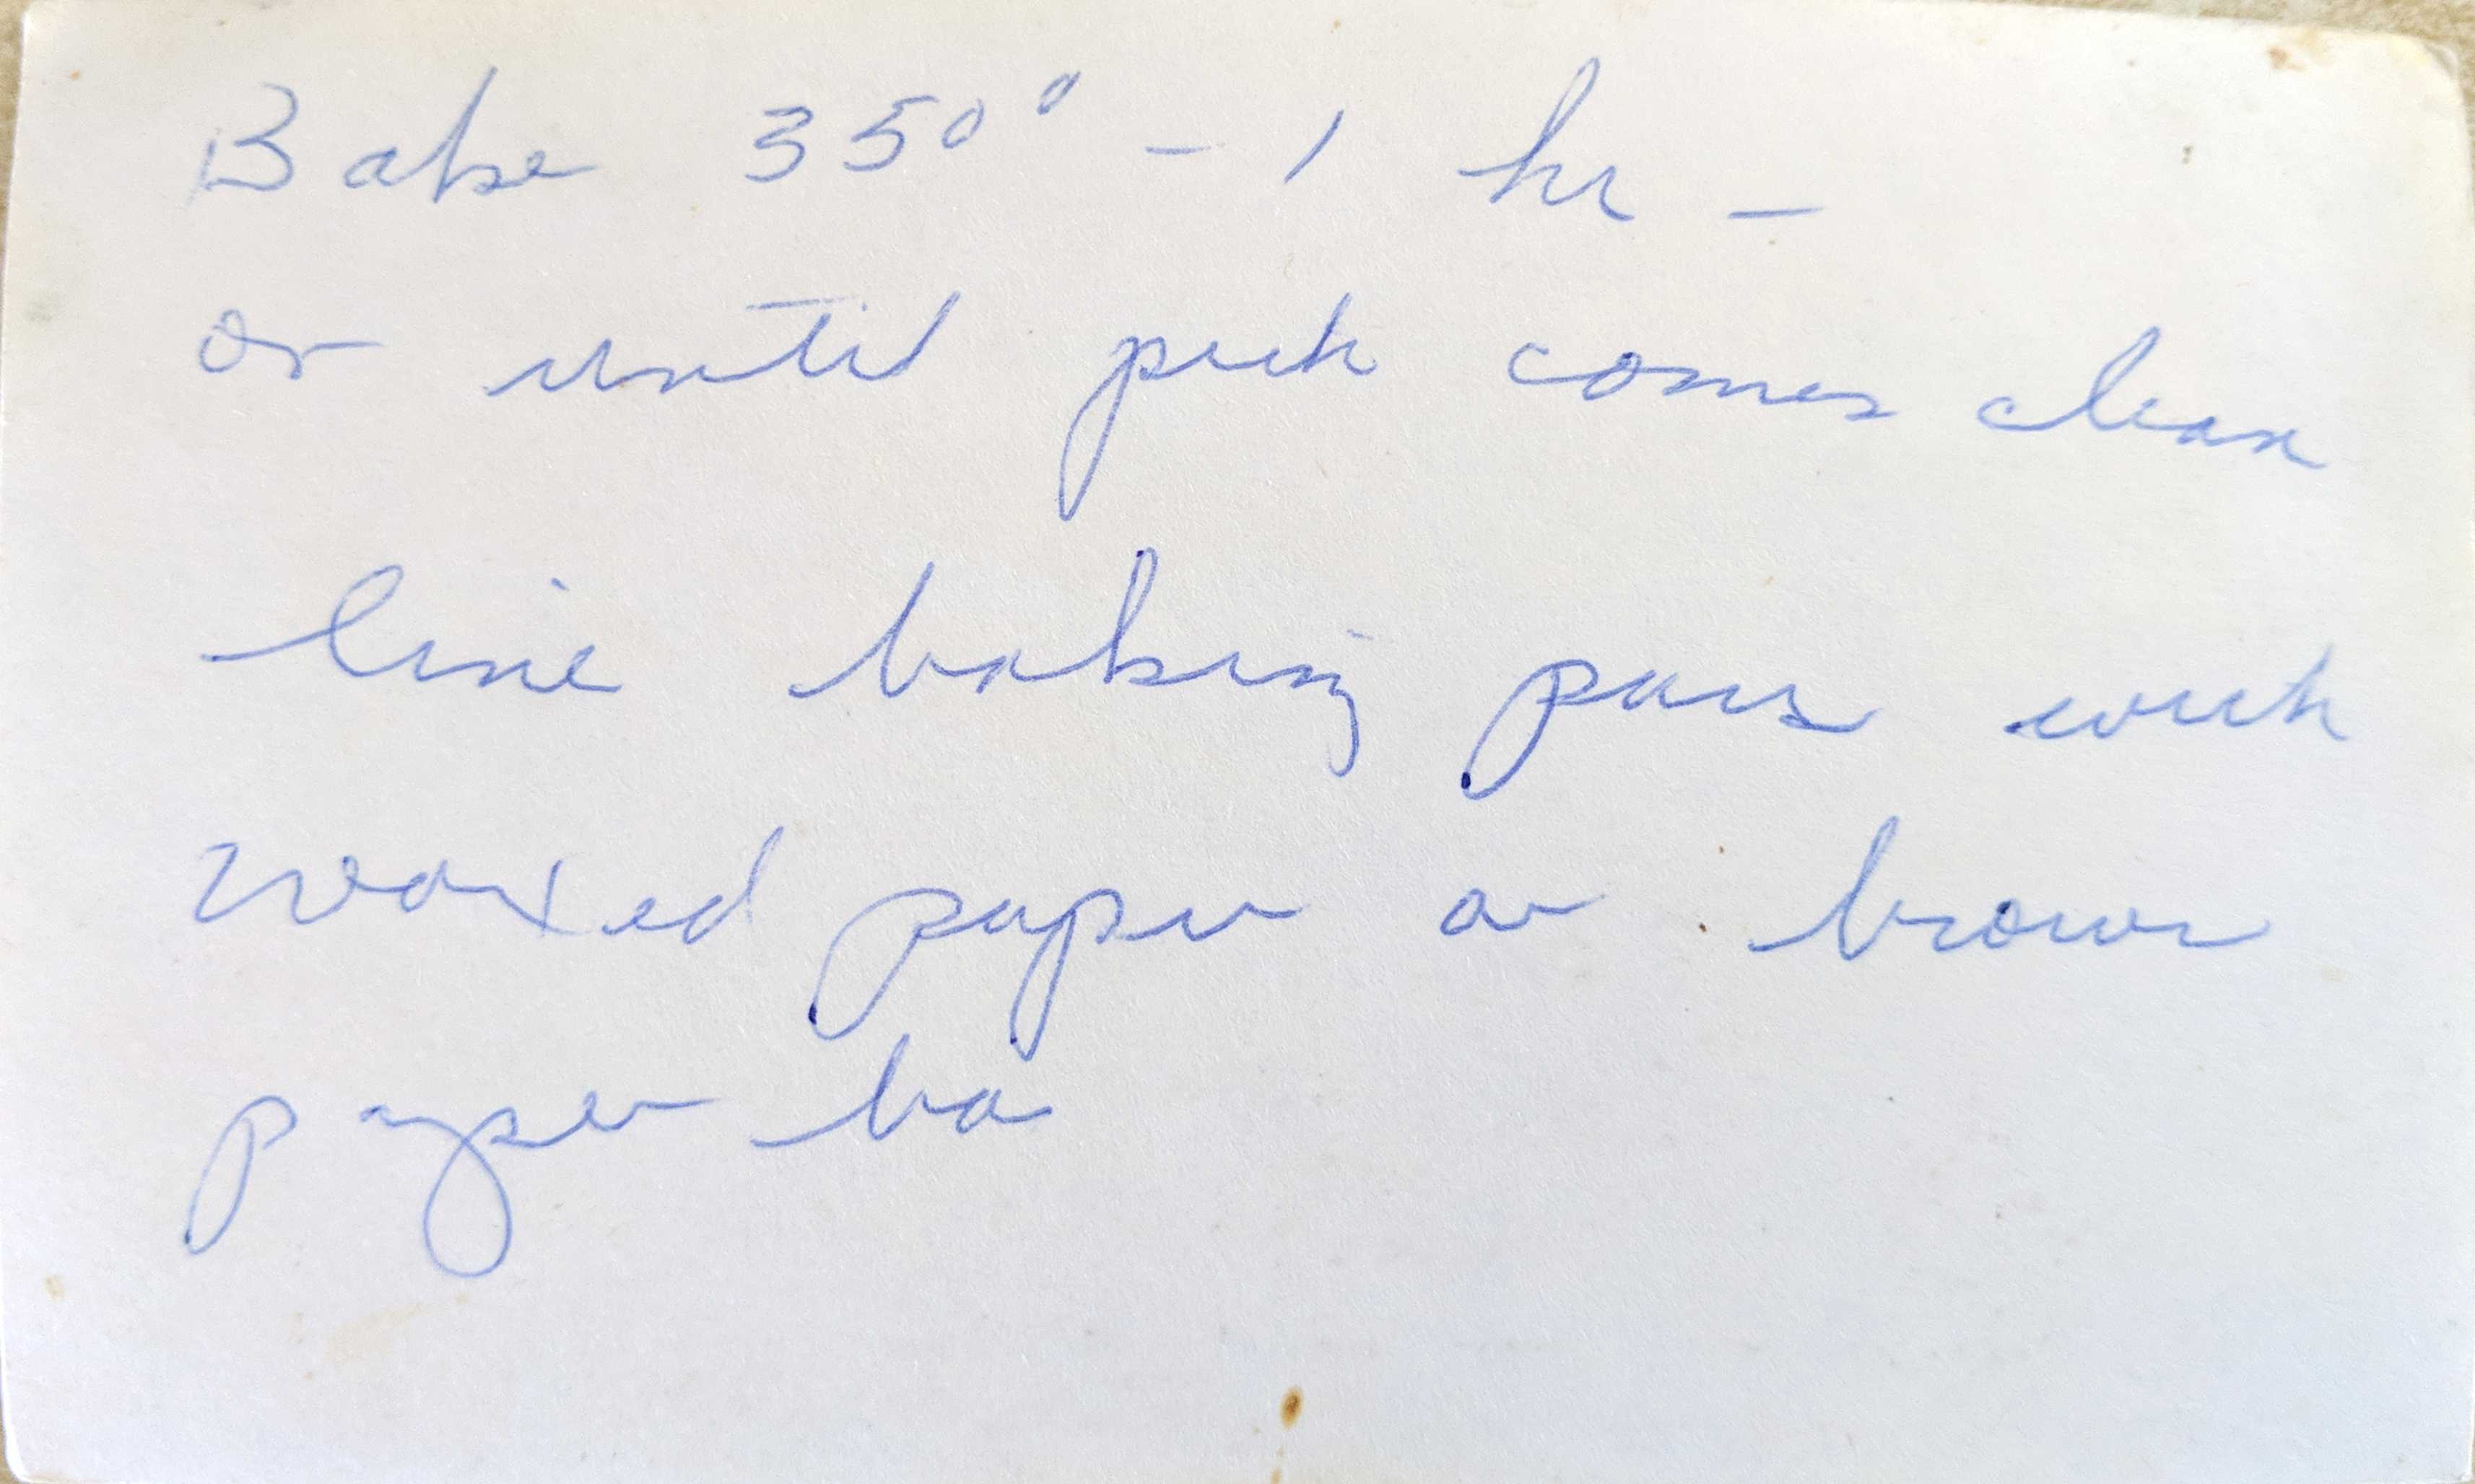 Bake 350° - 1 hr -
or until pick comes clean
line baking pans with
waxed paper or brown
paper ba